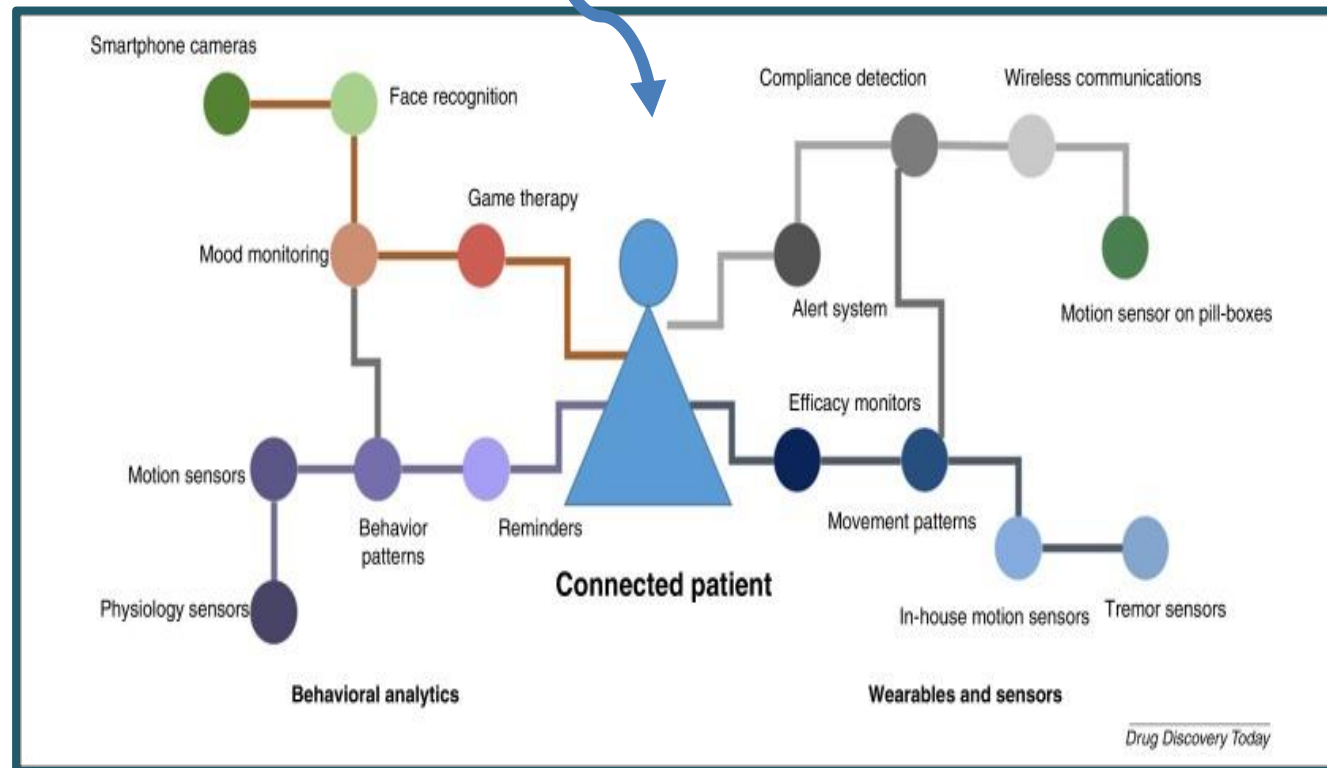 Smartphone cameras
Face recognition
Compliance detection
Wireless communications
Game therapy
Mood monitoring
Alert system
Motion sensor on pill-boxes
Efficacy monitors
Motion sensors
Behavior
patterns
Reminders
Movement patterns
Connected patient
Physiology sensors
In-house motion sensors
Tremor sensors
Behavioral analytics
Wearables and sensors
Drug Discovery Today